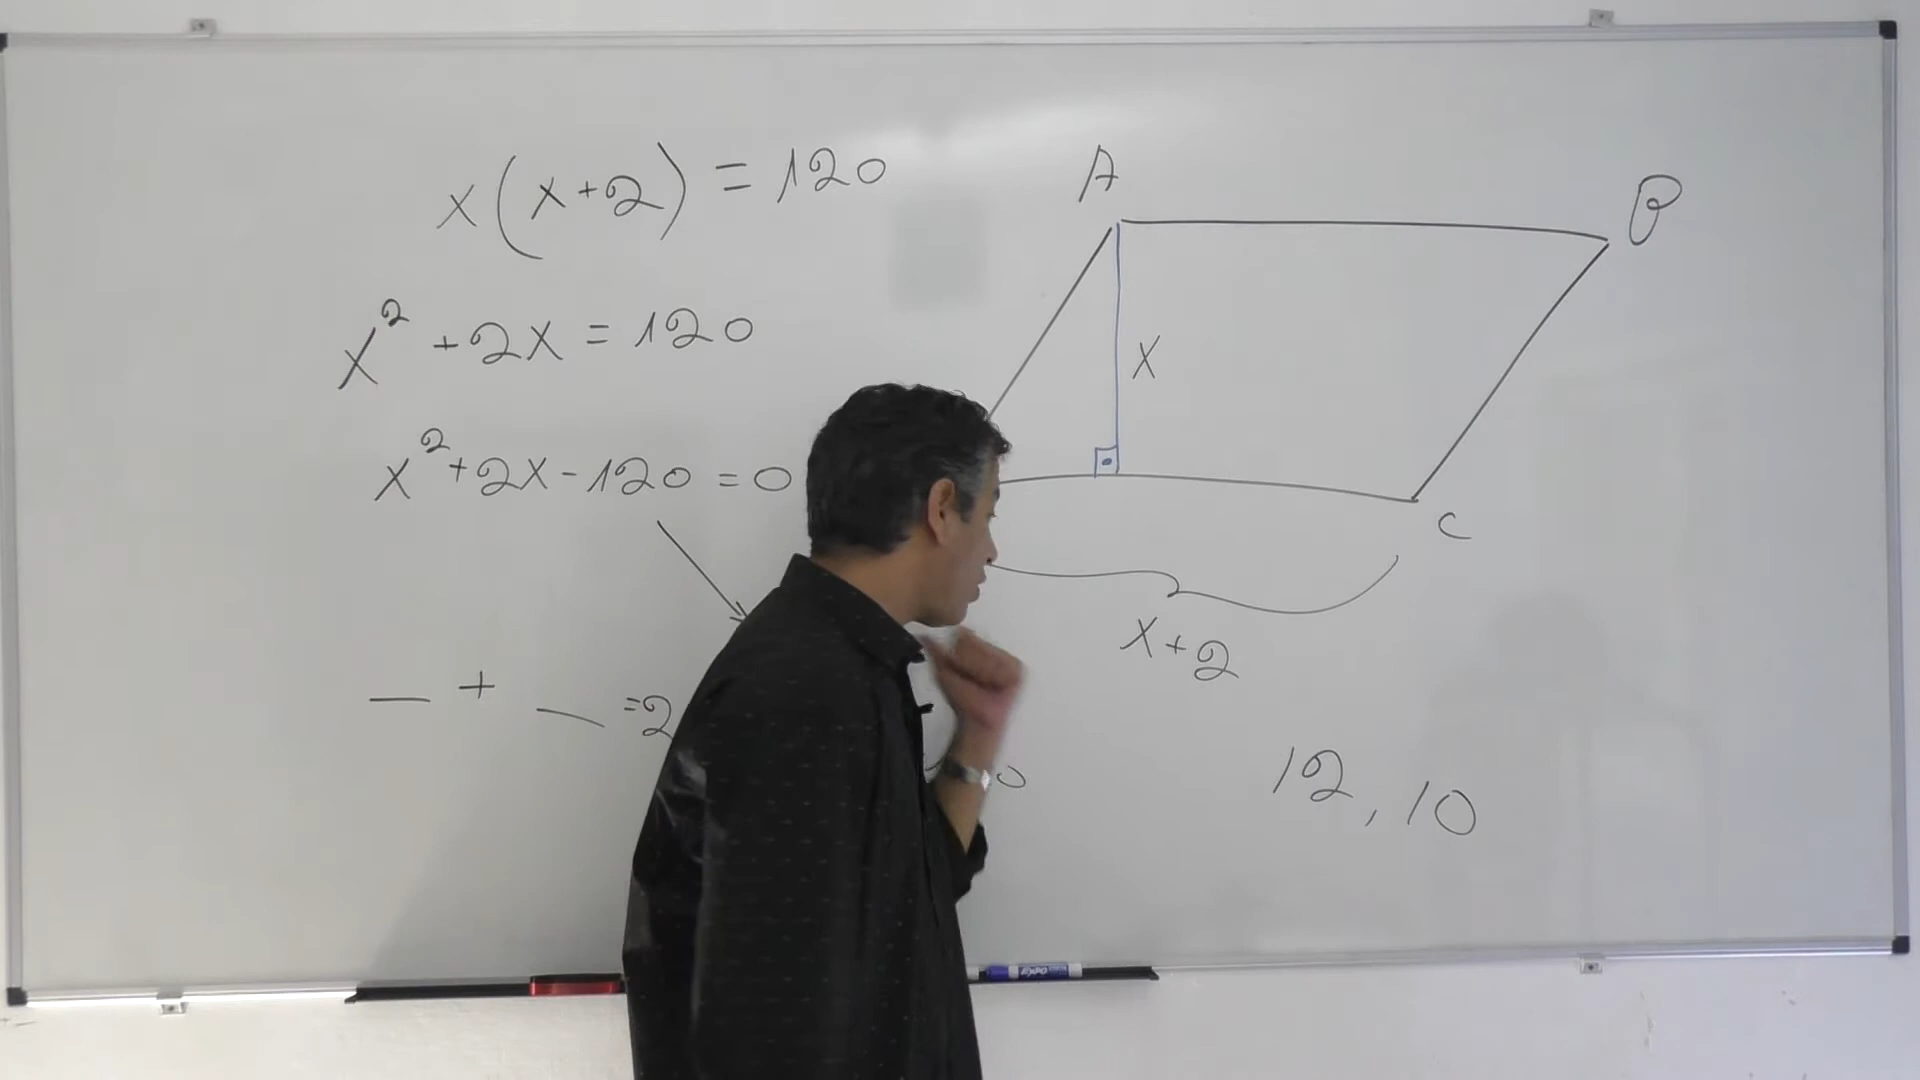 x(x+2) = 120
x² + 2x = 120
x² + 2x - 120 = 0
_ + _ = 2
A
B
x
C
x+2
12, 10
EXPO